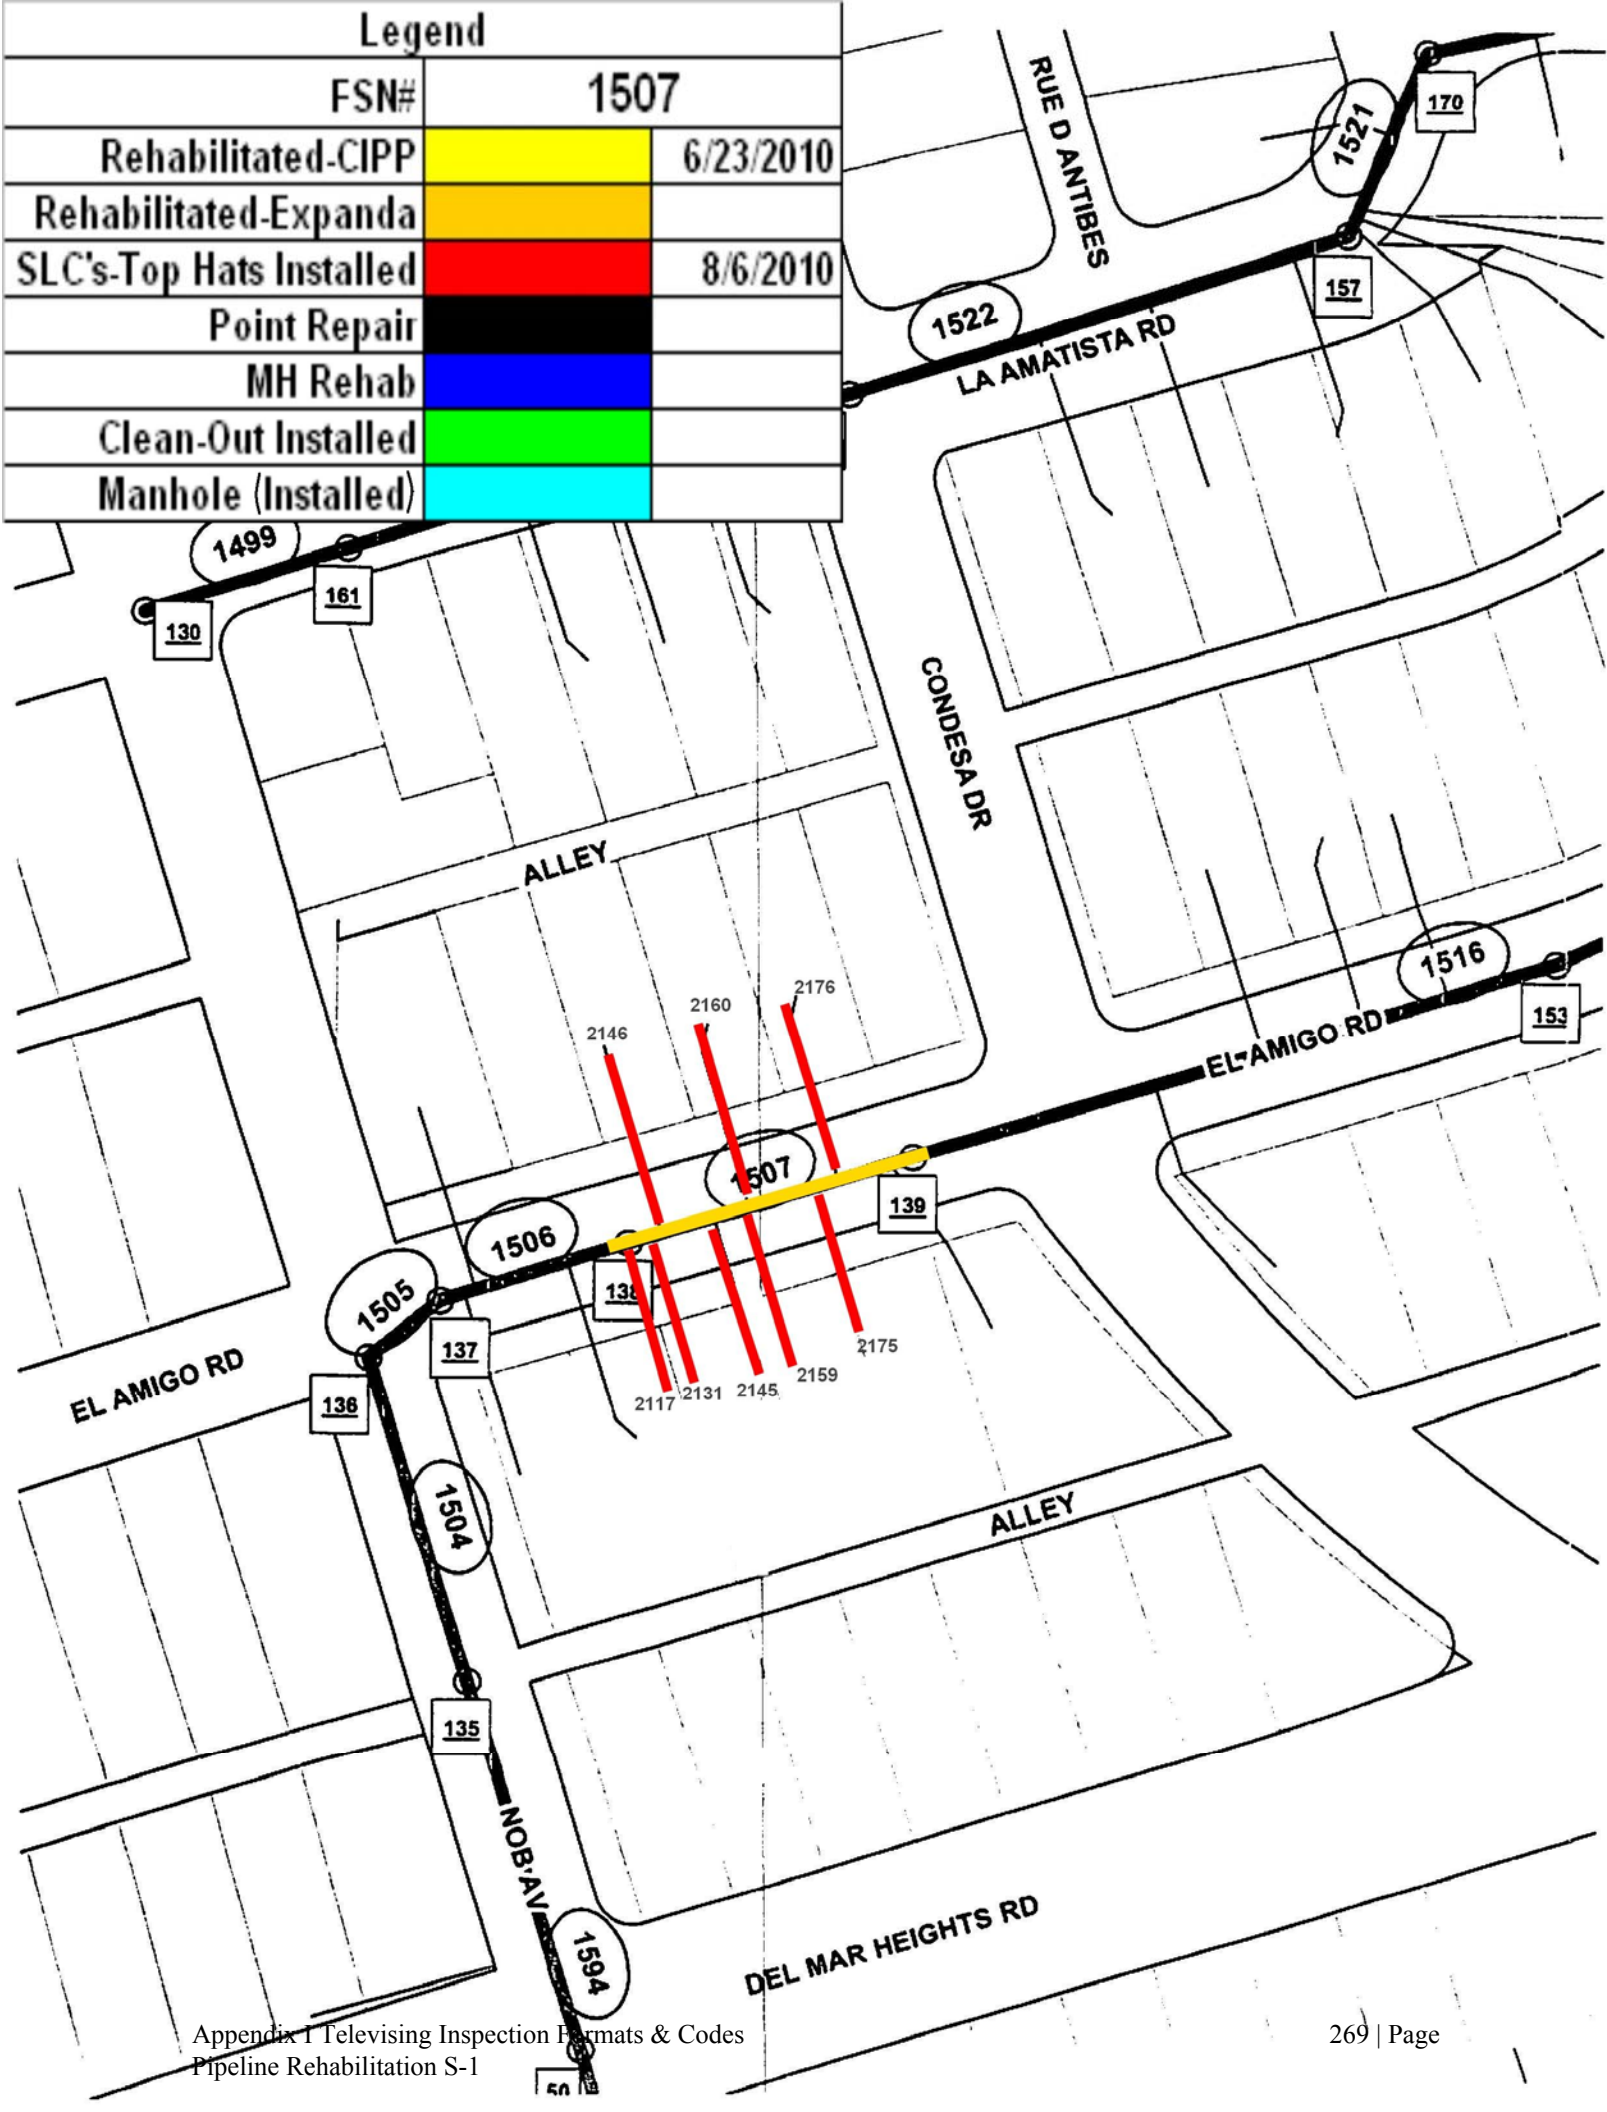 Legend
FSN# 1507
Rehabilitated-CIPP 6/23/2010
Rehabilitated-Expanda
SLC's-Top Hats Installed 8/6/2010
Point Repair
MH Rehab
Clean-Out Installed
Manhole (Installed)
RUE D ANTIBES
1521
170
157
1522
LA AMATISTA RD
1499
161
130
CONDESA DR
ALLEY
1516
153
EL AMIGO RD
2146
2160
2176
1507
139
1506
138
1505
137
136
EL AMIGO RD
2117
2131
2145
2159
2175
1504
ALLEY
135
NOB AV
1594
DEL MAR HEIGHTS RD
50
Appendix I Televising Inspection Formats & Codes
Pipeline Rehabilitation S-1
269 | Page